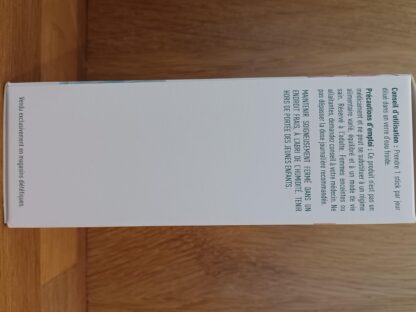 Conseil d'utilisation : Prendre 1 stick par jour
dilué dans un verre d'eau froide.
Précautions d'emploi : Ce produit n'est pas un
médicament et ne peut se substituer à un régime
alimentaire varié, équilibré et à un mode de vie
sain. Réservé à l'adulte. Femmes enceintes ou
allaitantes, demandez conseil à votre médecin. Ne
pas dépasser la dose journalière recommandée.
MAINTENIR SOIGNEUSEMENT FERMÉ DANS UN
ENDROIT FRAIS, À L'ABRI DE L'HUMIDITÉ. TENIR
HORS DE PORTÉE DES JEUNES ENFANTS.
Vendu exclusivement en magasins diététiques.